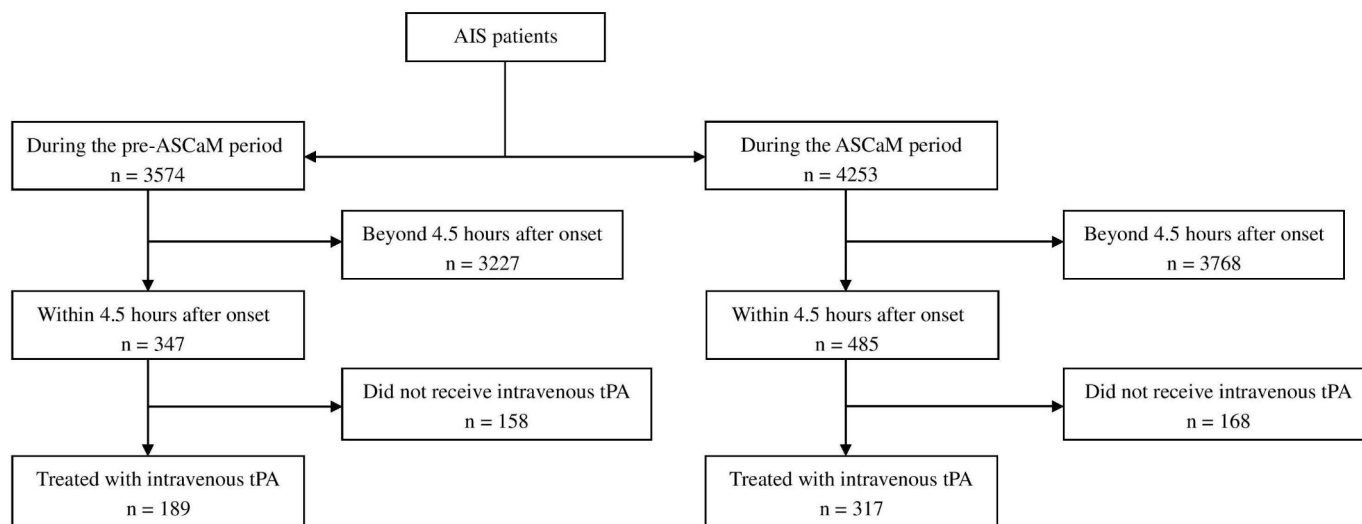 AIS patients
During the pre-ASCaM period
n = 3574
During the ASCaM period
n = 4253
Beyond 4.5 hours after onset
n = 3227
Beyond 4.5 hours after onset
n = 3768
Within 4.5 hours after onset
n = 347
Within 4.5 hours after onset
n = 485
Did not receive intravenous tPA
n = 158
Did not receive intravenous tPA
n = 168
Treated with intravenous tPA
n = 189
Treated with intravenous tPA
n = 317